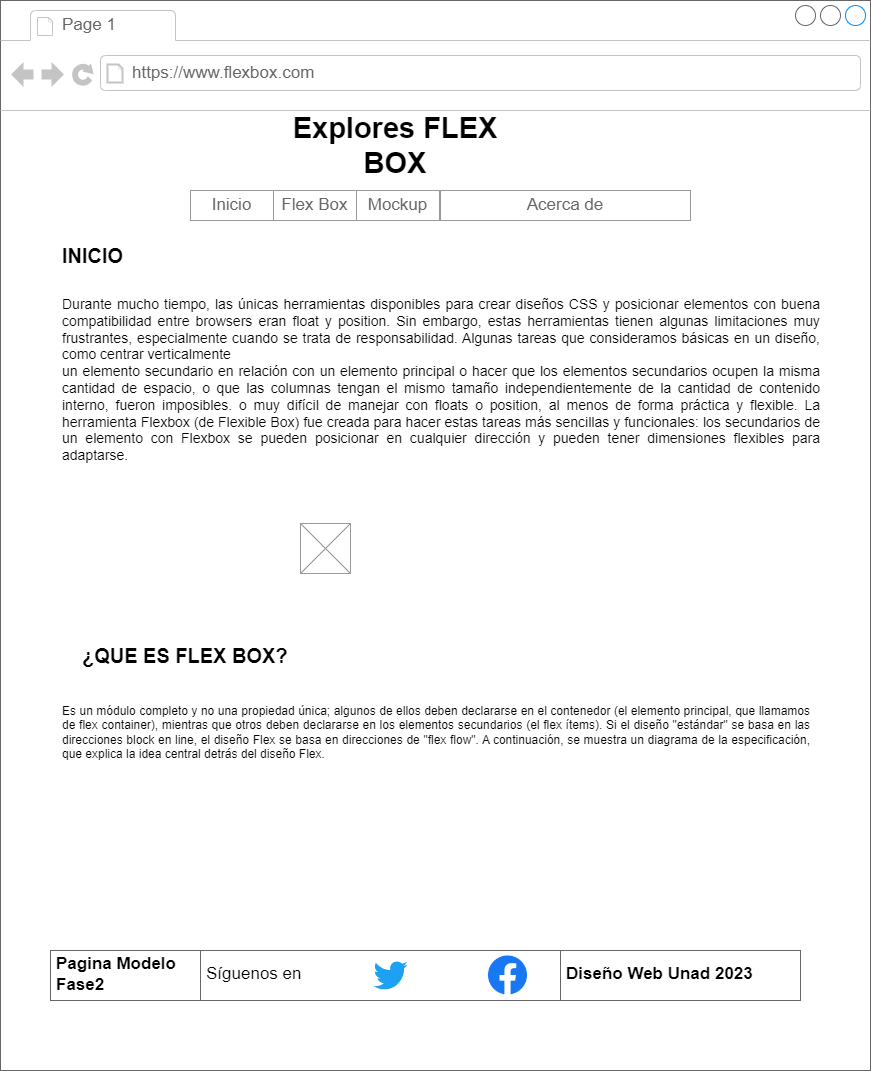 Page 1
https://www.flexbox.com
Explores FLEX
BOX
Inicio
Flex Box
Mockup
Acerca de
INICIO
Durante mucho tiempo, las únicas herramientas disponibles para crear diseños CSS y posicionar elementos con buena
compatibilidad entre browsers eran float y position. Sin embargo, estas herramientas tienen algunas limitaciones muy
frustrantes, especialmente cuando se trata de responsabilidad. Algunas tareas que consideramos básicas en un diseño,
como centrar verticalmente
un elemento secundario en relación con un elemento principal o hacer que los elementos secundarios ocupen la misma
cantidad de espacio, o que las columnas tengan el mismo tamaño independientemente de la cantidad de contenido
interno, fueron imposibles. o muy difícil de manejar con floats o position, al menos de forma práctica y flexible. La
herramienta Flexbox (de Flexible Box) fue creada para hacer estas tareas más sencillas y funcionales: los secundarios de
un elemento con Flexbox se pueden posicionar en cualquier dirección y pueden tener dimensiones flexibles para
adaptarse.
¿QUE ES FLEX BOX?
Es un módulo completo y no una propiedad única; algunos de ellos deben declararse en el contenedor (el elemento principal, que llamamos
de flex container), mientras que otros deben declararse en los elementos secundarios (el flex ítems). Si el diseño "estándar" se basa en las
direcciones block en line, el diseño Flex se basa en direcciones de "flex flow". A continuación, se muestra un diagrama de la especificación,
que explica la idea central detrás del diseño Flex.
Pagina Modelo
Fase2
Síguenos en
Diseño Web Unad 2023